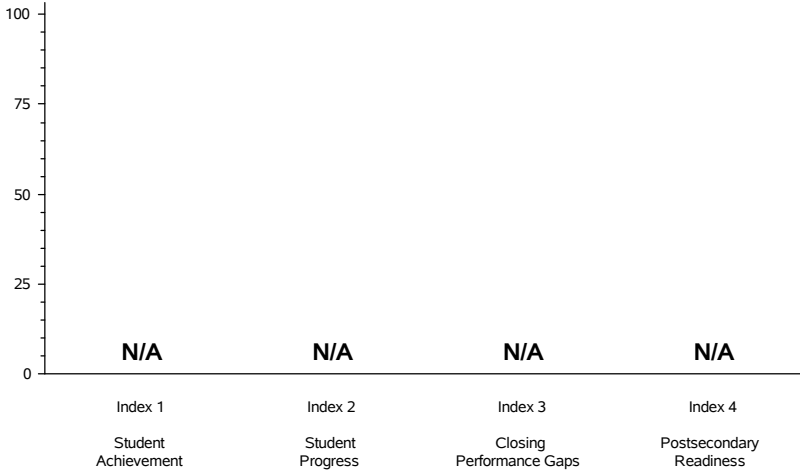 100
75
50
25
0
N/A N/A N/A N/A
Index 1 Index 2 Index 3 Index 4
Student Student Closing Postsecondary
Achievement Progress Performance Gaps Readiness